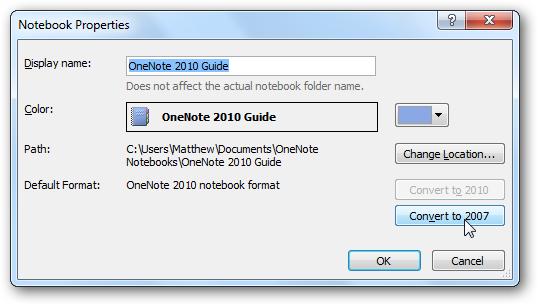 Notebook Properties
Display name: OneNote 2010 Guide
Does not affect the actual notebook folder name.
Color: OneNote 2010 Guide
Path: C:\Users\Matthew\Documents\OneNote
Notebooks\OneNote 2010 Guide
Change Location...
Default Format: OneNote 2010 notebook format
Convert to 2010
Convert to 2007
OK Cancel